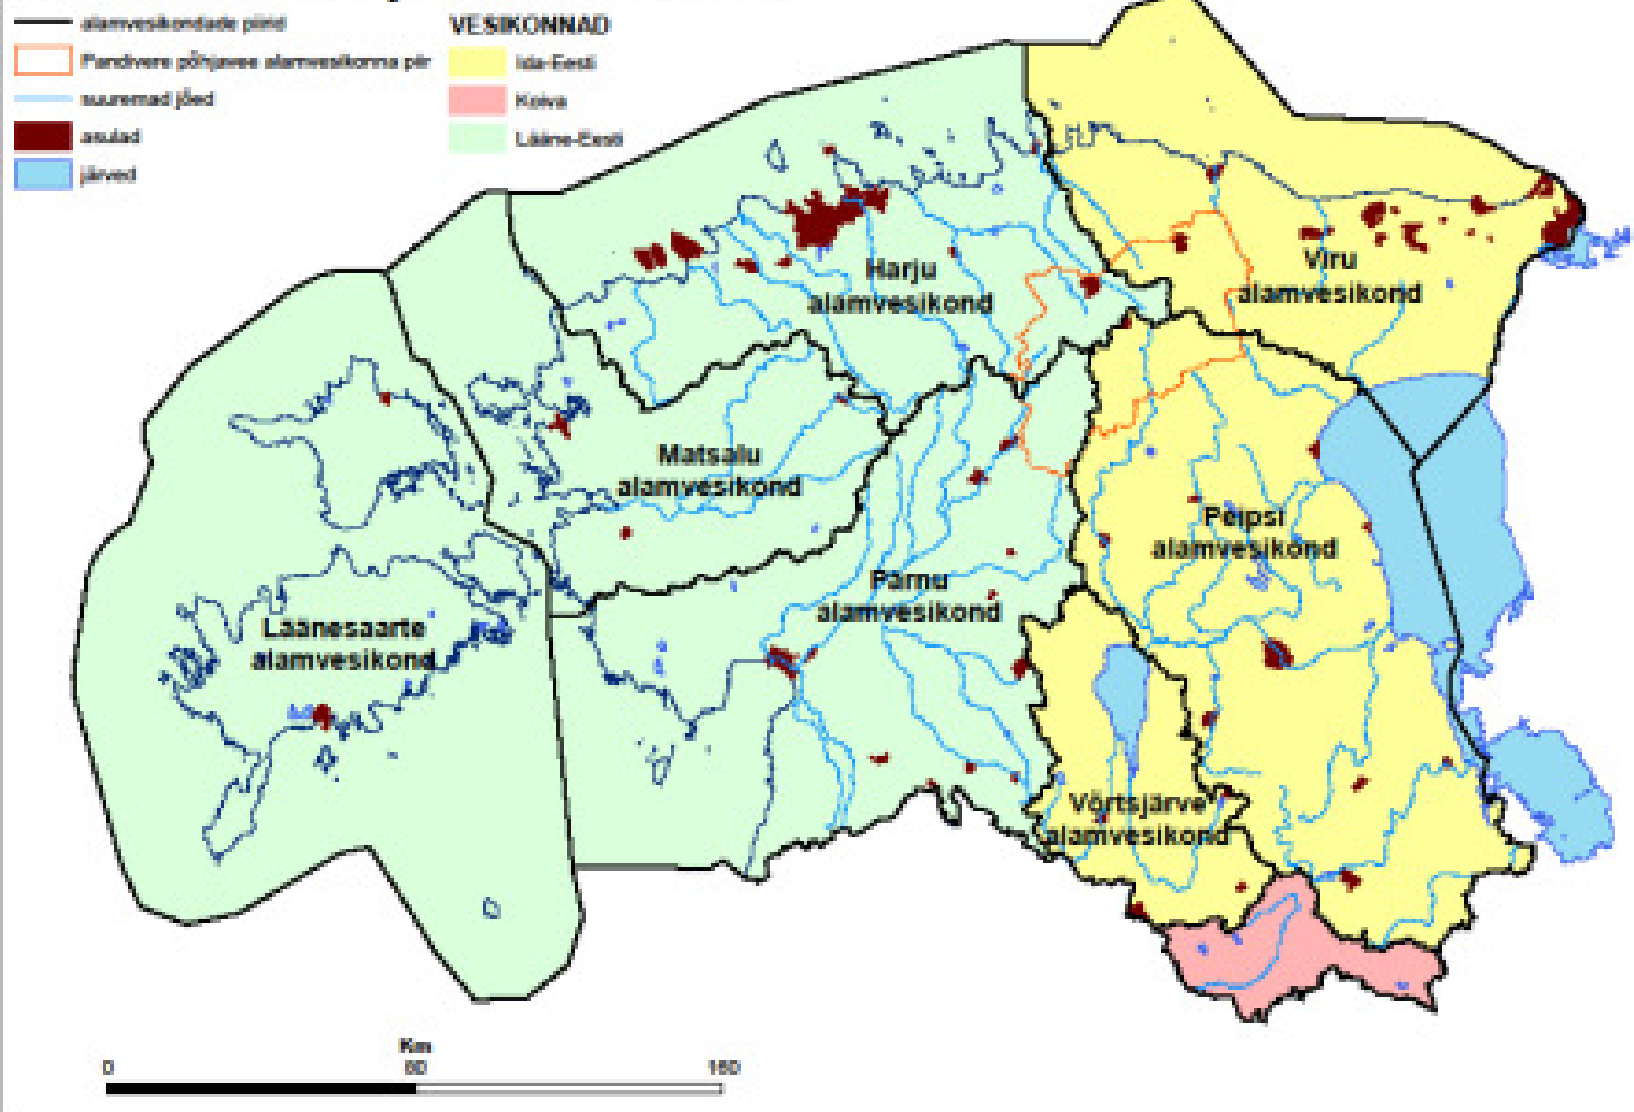 alamvesikondade piirid
Pandivere põhjavee alamvesikonna piir
suuremad jõed
asulad
järved
VESIKONNAD
Ida-Eesti
Koiva
Lääne-Eesti
Harju
alamvesikond
Viru
alamvesikond
Matsalu
alamvesikond
Peipsi
alamvesikond
Pärnu
alamvesikond
Läänesaarte
alamvesikond
Võrtsjärve
alamvesikond
Km
0 80 160